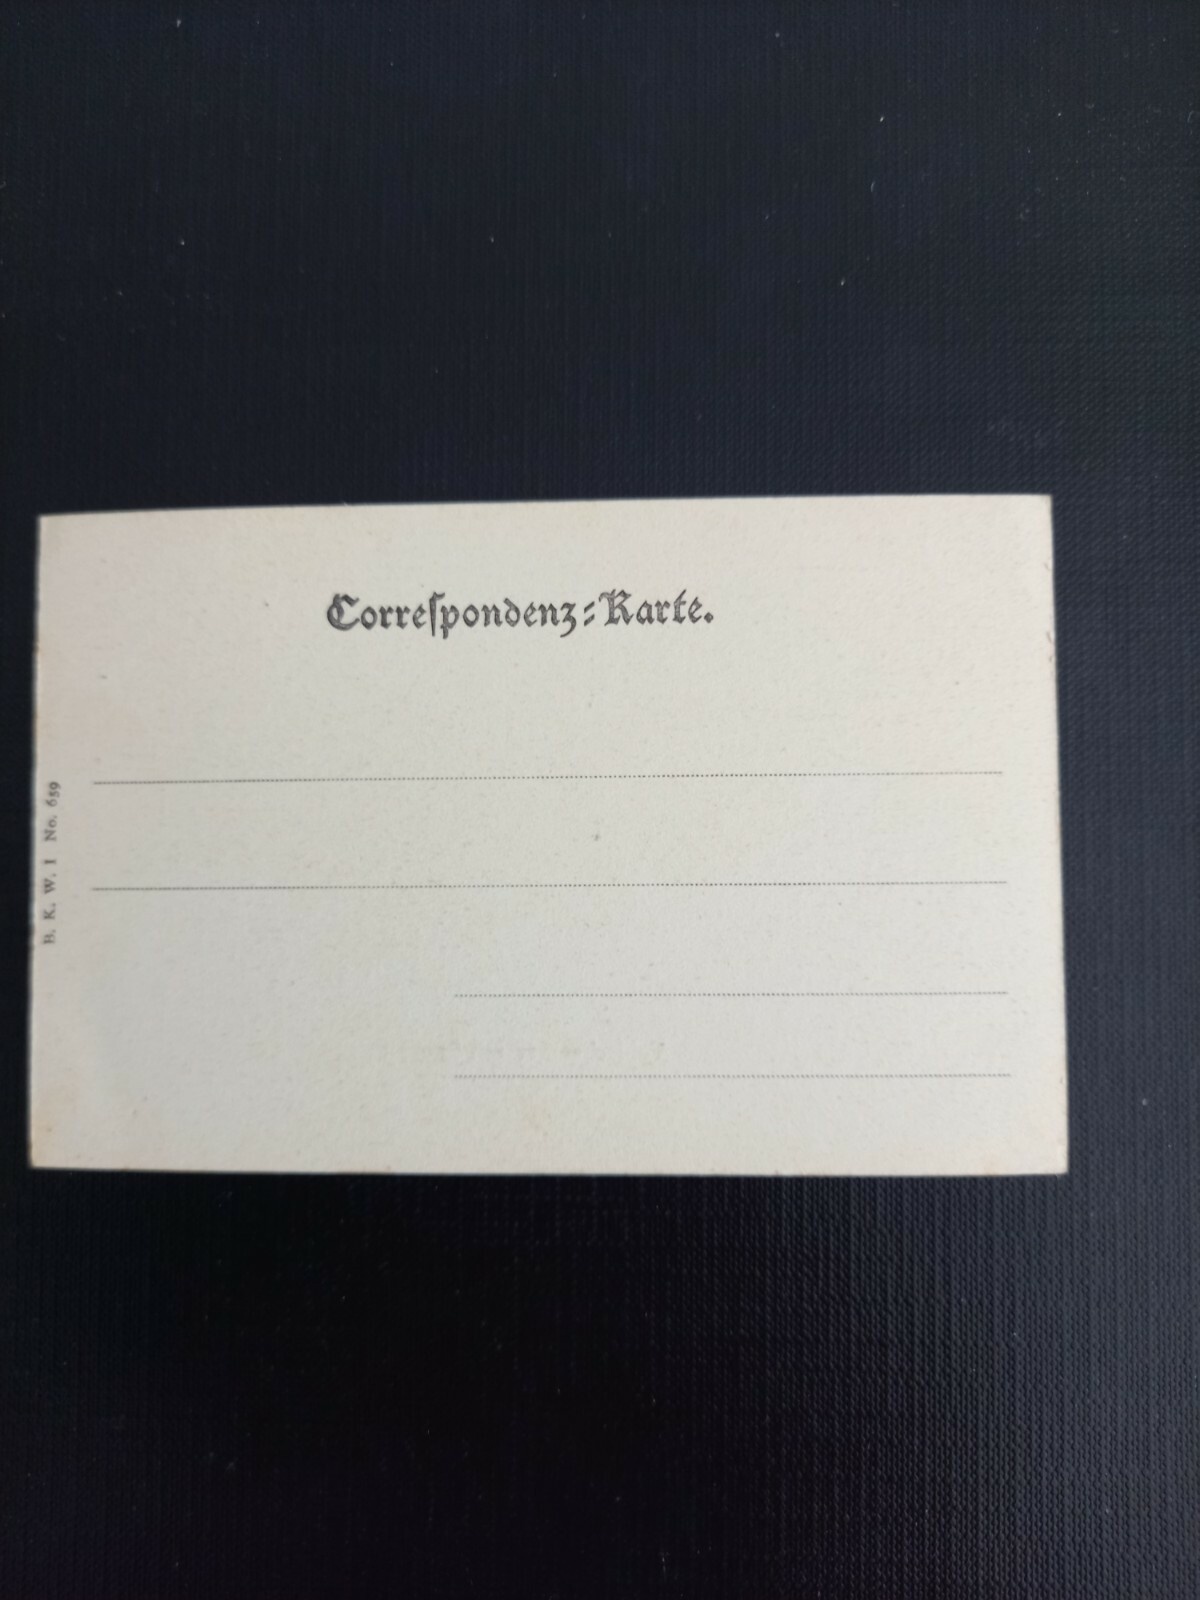 Correſpondenz⸗Karte.
B. K. W. I No. 659